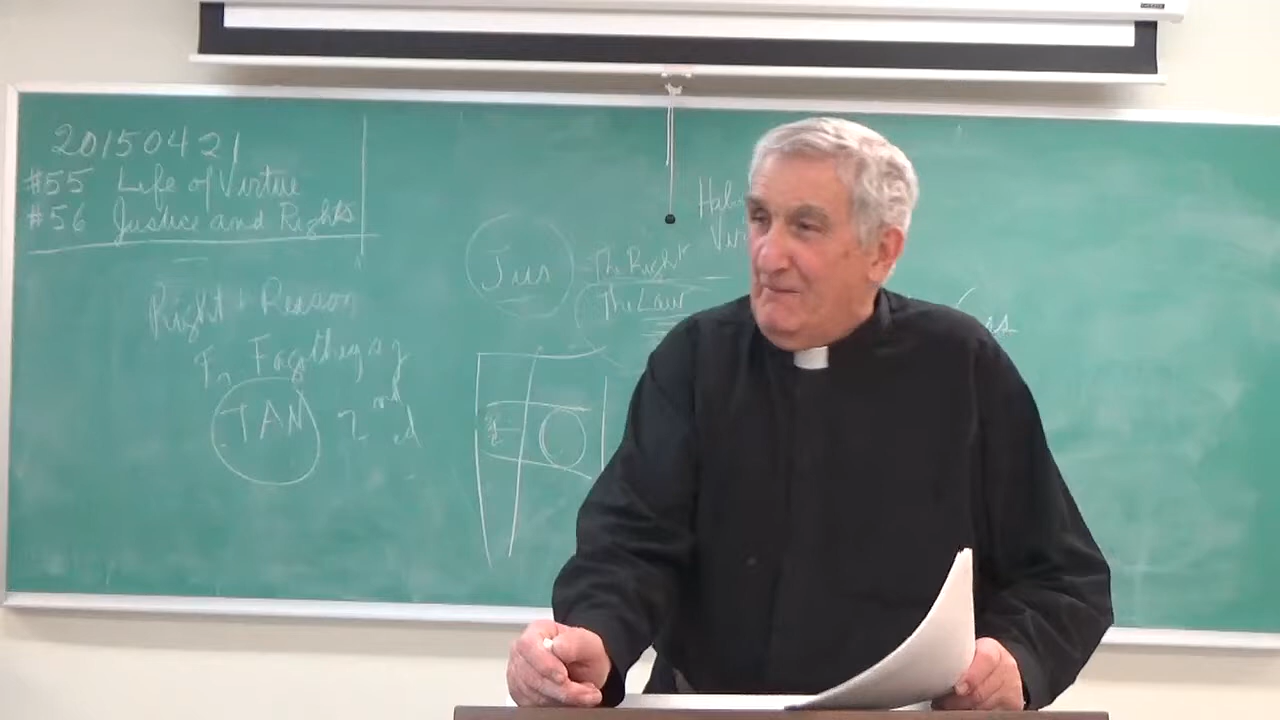 20150421
#55 Life of Virtue
#56 Justice and Rights
Right + Reason
Fr Fagothey sj
TAN 2nd ed
Jus
The Right
The Law